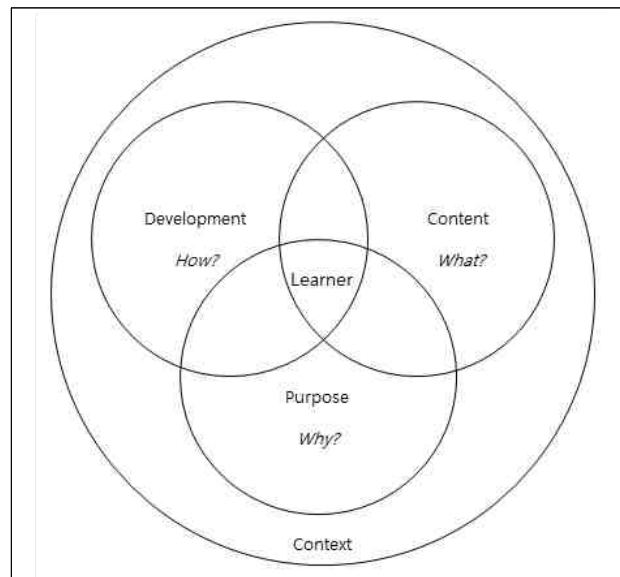 Development
How?
Content
What?
Learner
Purpose
Why?
Context